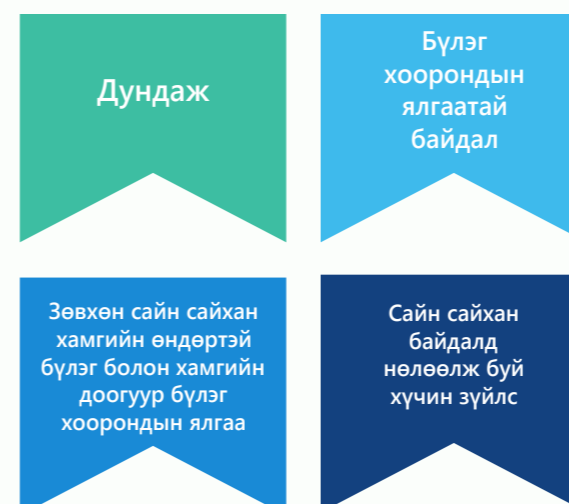 Дундаж
Бүлэг
хоорондын
ялгаатай
байдал
Зөвхөн сайн сайхан
хамгийн өндөртэй
бүлэг болон хамгийн
доогуур бүлэг
хоорондын ялгаа
Сайн сайхан
байдалд
нөлөөлж буй
хүчин зүйлс